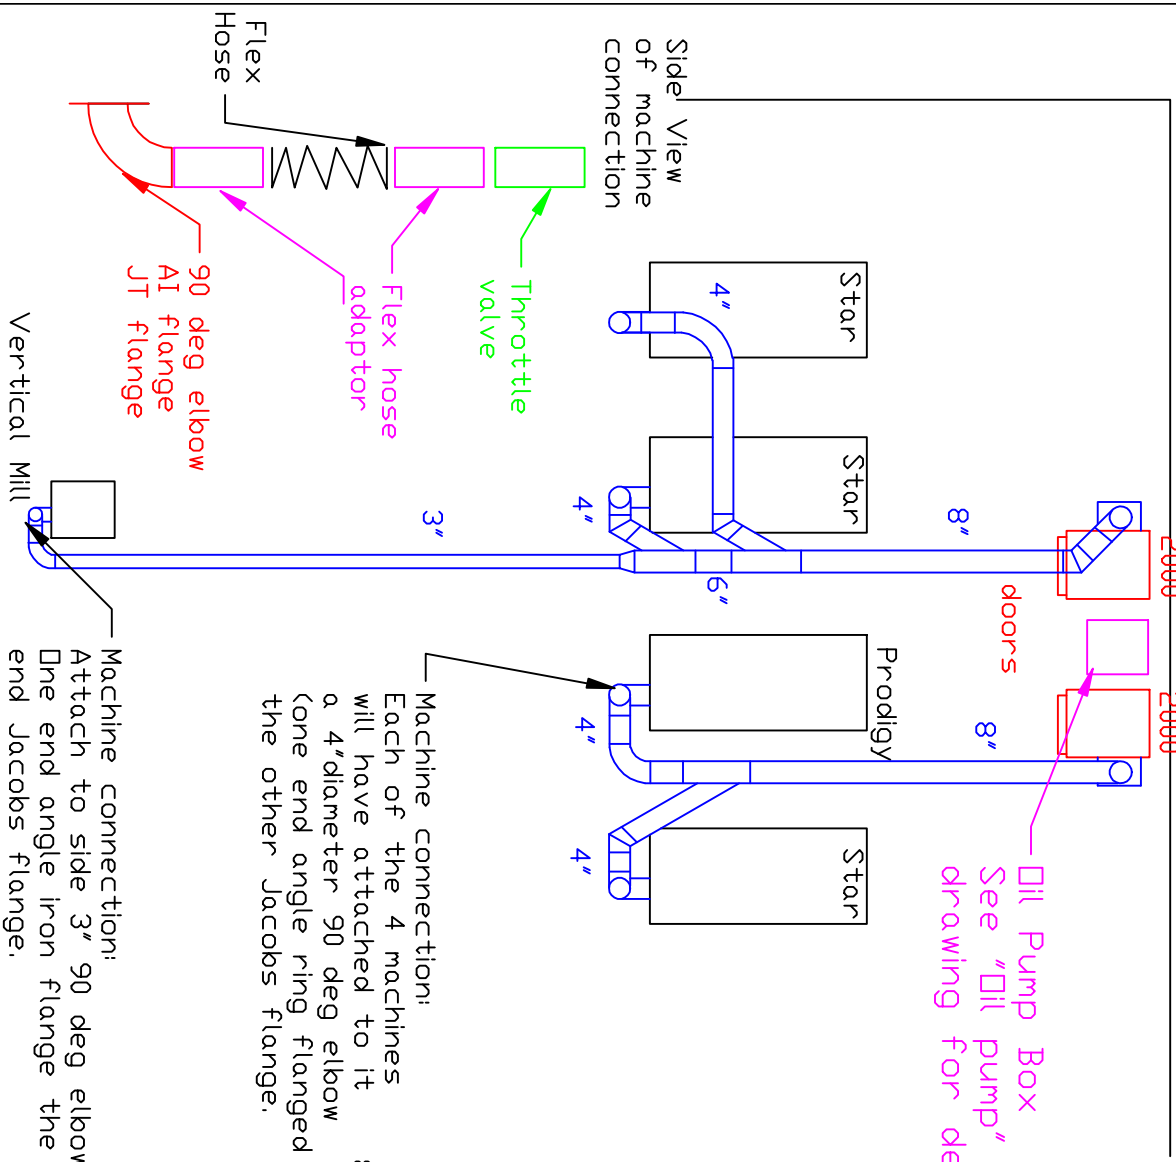 Side View
of machine
connection
Flex
Hose
Throttle
valve
Flex hose
adaptor
90 deg elbow
AI flange
JT flange
Star
4"
Star
4"
8"
6"
3"
Vertical Mill
2000
doors
2000
Prodigy
8"
4"
Star
4"
Oil Pump Box
See "Oil pump"
drawing for de
Machine connection:
Each of the 4 machines
will have attached to it
a 4"diameter 90 deg elbow
(one end angle ring flanged
the other Jacobs flange.
Machine connection:
Attach to side 3" 90 deg elbow
One end angle iron flange the
end Jacobs flange.